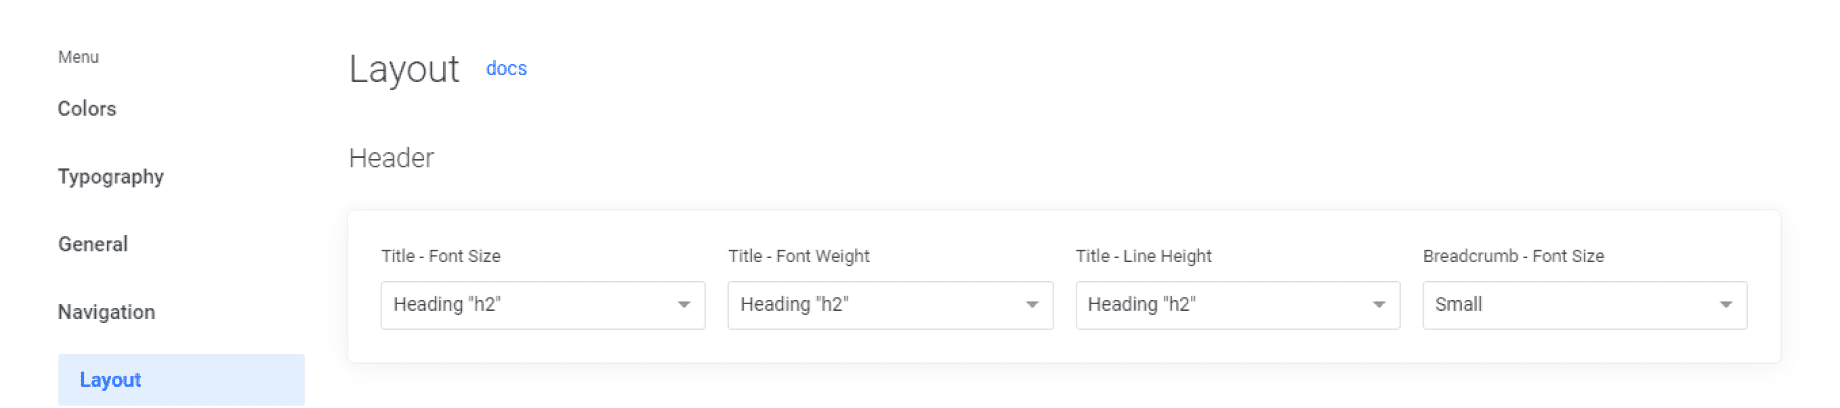 Menu
Colors
Typography
General
Navigation
Layout
Layout docs
Header
Title - Font Size
Heading "h2"
Title - Font Weight
Heading "h2"
Title - Line Height
Heading "h2"
Breadcrumb - Font Size
Small